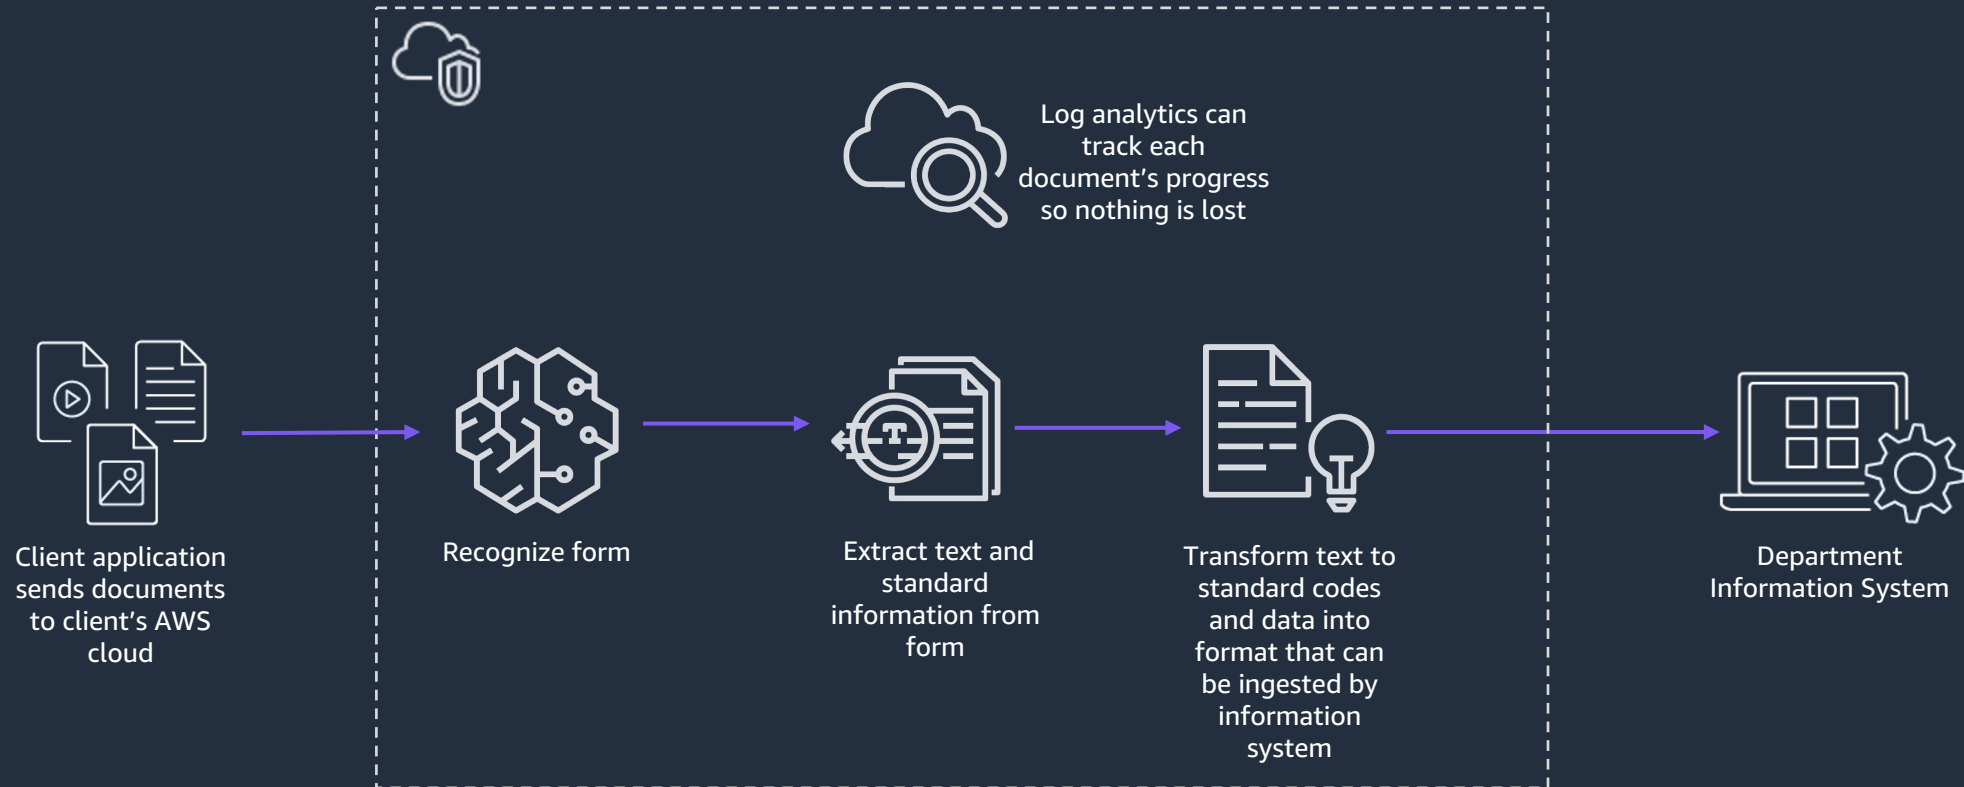 Log analytics can
track each
document's progress
so nothing is lost
Client application
sends documents
to client's AWS
cloud
Recognize form
T
Extract text and
standard
information from
form
Transform text to
standard codes
and data into
format that can
be ingested by
information
system
Department
Information System